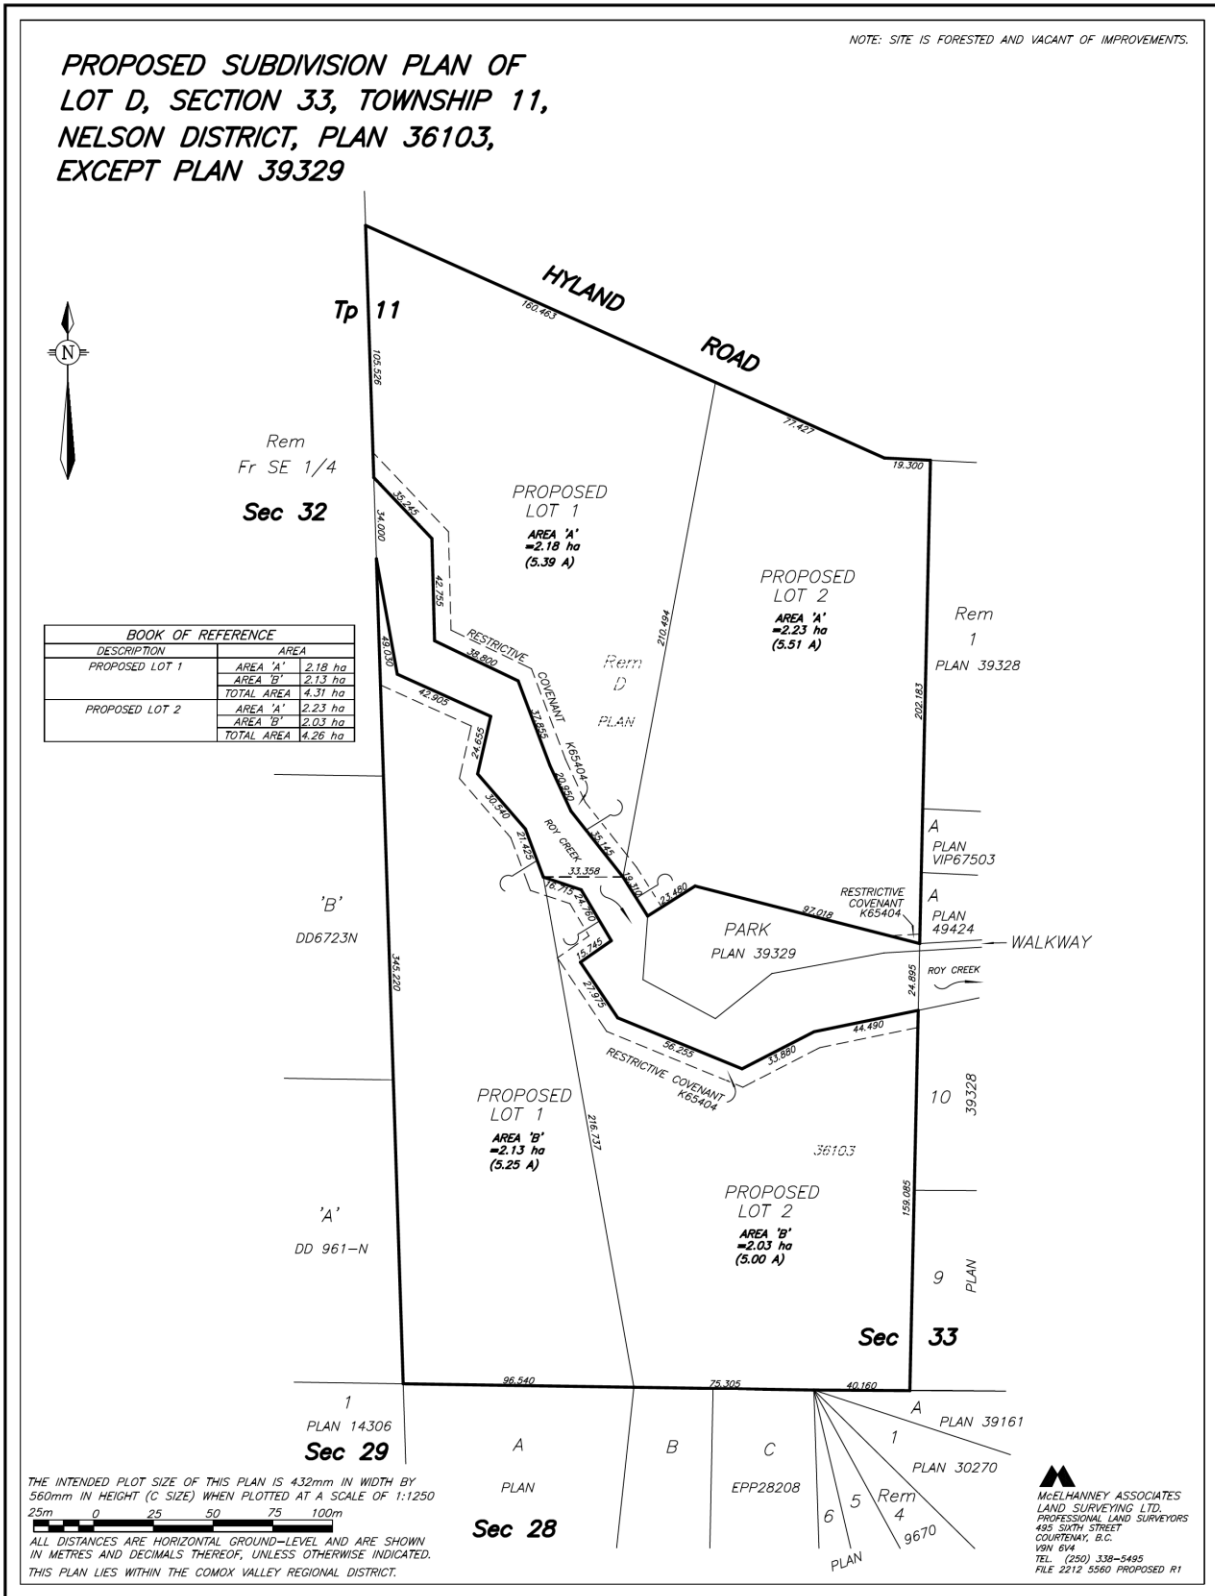 NOTE: SITE IS FORESTED AND VACANT OF IMPROVEMENTS.
PROPOSED SUBDIVISION PLAN OF
LOT D, SECTION 33, TOWNSHIP 11,
NELSON DISTRICT, PLAN 36103,
EXCEPT PLAN 39329
HYLAND ROAD
160.463
77.427
19.300
Tp 11
105.526
N
Rem
Fr SE 1/4
Sec 32
34.000
35.245
42.755
38.800
37.855
20.950
35.145
19.310
23.480
97.018
PROPOSED
LOT 1
AREA 'A'
=2.18 ha
(5.39 A)
PROPOSED
LOT 2
AREA 'A'
=2.23 ha
(5.51 A)
210.494
202.183
Rem
1
PLAN 39328
RESTRICTIVE
COVENANT
K65404
Rem
D
PLAN
BOOK OF REFERENCE
DESCRIPTION AREA
PROPOSED LOT 1 AREA 'A' 2.18 ha
AREA 'B' 2.13 ha
TOTAL AREA 4.31 ha
PROPOSED LOT 2 AREA 'A' 2.23 ha
AREA 'B' 2.03 ha
TOTAL AREA 4.26 ha
49.030
42.905
24.655
30.540
21.425
16.715
24.760
15.745
27.975
56.255
33.880
44.490
ROY CREEK
33.358
A
PLAN
VIP67503
A
PLAN
49424
RESTRICTIVE
COVENANT
K65404
PARK
PLAN 39329
WALKWAY
ROY CREEK
24.895
'B'
DD6723N
345.220
RESTRICTIVE COVENANT
K65404
PROPOSED
LOT 1
AREA 'B'
=2.13 ha
(5.25 A)
216.737
36103
PROPOSED
LOT 2
AREA 'B'
=2.03 ha
(5.00 A)
159.085
10
39328
9
PLAN
'A'
DD 961-N
Sec 33
96.540
75.305
40.160
1
PLAN 14306
Sec 29
A
PLAN
Sec 28
B
C
EPP28208
A
PLAN 39161
1
PLAN 30270
Rem
4
9670
5
6
PLAN
THE INTENDED PLOT SIZE OF THIS PLAN IS 432mm IN WIDTH BY
560mm IN HEIGHT (C SIZE) WHEN PLOTTED AT A SCALE OF 1:1250
25m 0 25 50 75 100m
ALL DISTANCES ARE HORIZONTAL GROUND-LEVEL AND ARE SHOWN
IN METRES AND DECIMALS THEREOF, UNLESS OTHERWISE INDICATED.
THIS PLAN LIES WITHIN THE COMOX VALLEY REGIONAL DISTRICT.
McELHANNEY ASSOCIATES
LAND SURVEYING LTD.
PROFESSIONAL LAND SURVEYORS
495 SIXTH STREET
COURTENAY, B.C.
V9N 6V4
TEL. (250) 338-5495
FILE 2212 5560 PROPOSED R1